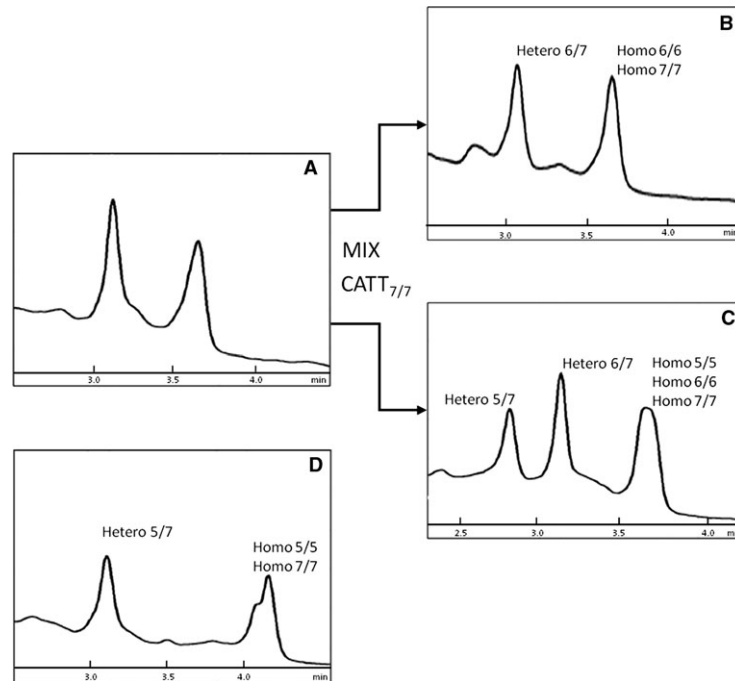 A
3.0 3.5 4.0 min
MIX
CATT7/7
B
Hetero 6/7
Homo 6/6
Homo 7/7
3.0 3.5 4.0 min
C
Hetero 5/7
Hetero 6/7
Homo 5/5
Homo 6/6
Homo 7/7
2.5 3.0 3.5 4.0 min
D
Hetero 5/7
Homo 5/5
Homo 7/7
3.0 3.5 4.0 min